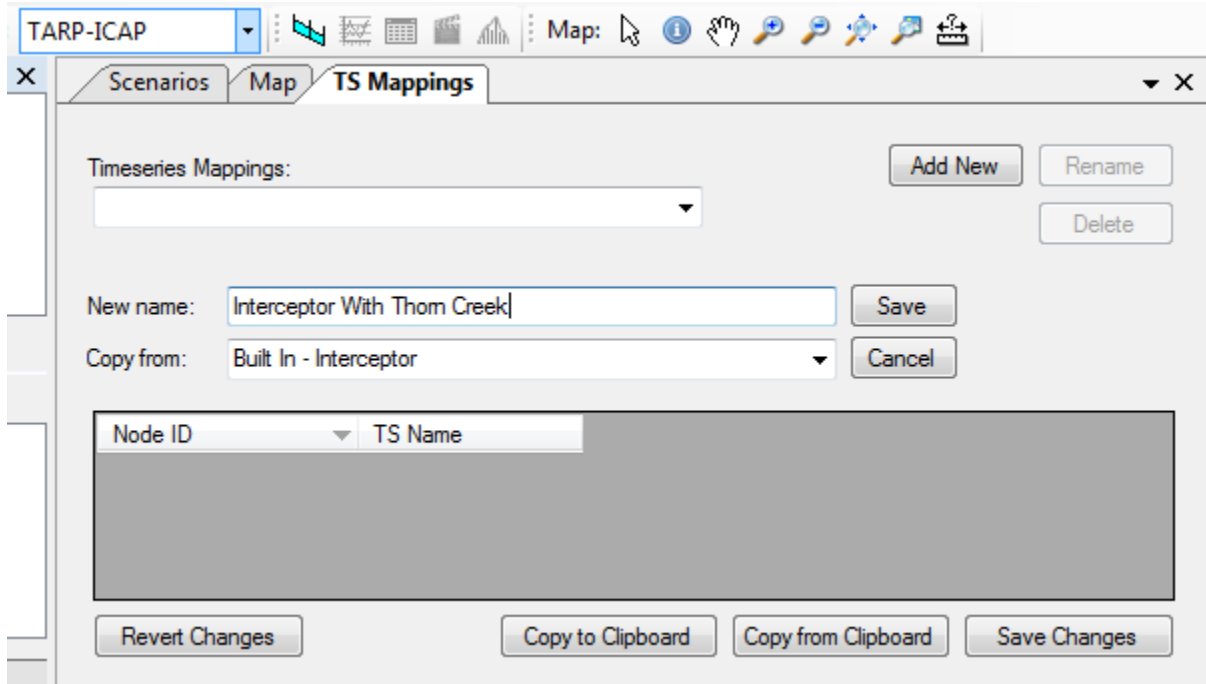 TARP-ICAP Map:
Scenarios Map TS Mappings
Timeseries Mappings: Add New Rename
Delete
New name: Interceptor With Thorn Creek Save
Copy from: Built In - Interceptor Cancel
Node ID TS Name
Revert Changes Copy to Clipboard Copy from Clipboard Save Changes